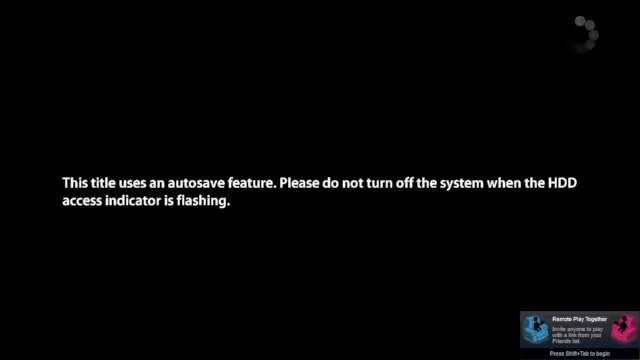 This title uses an autosave feature. Please do not turn off the system when the HDD
access indicator is flashing.
Remote Play Together
Invite anyone to play
with a link from your
Friends list.
Press Shift+Tab to begin